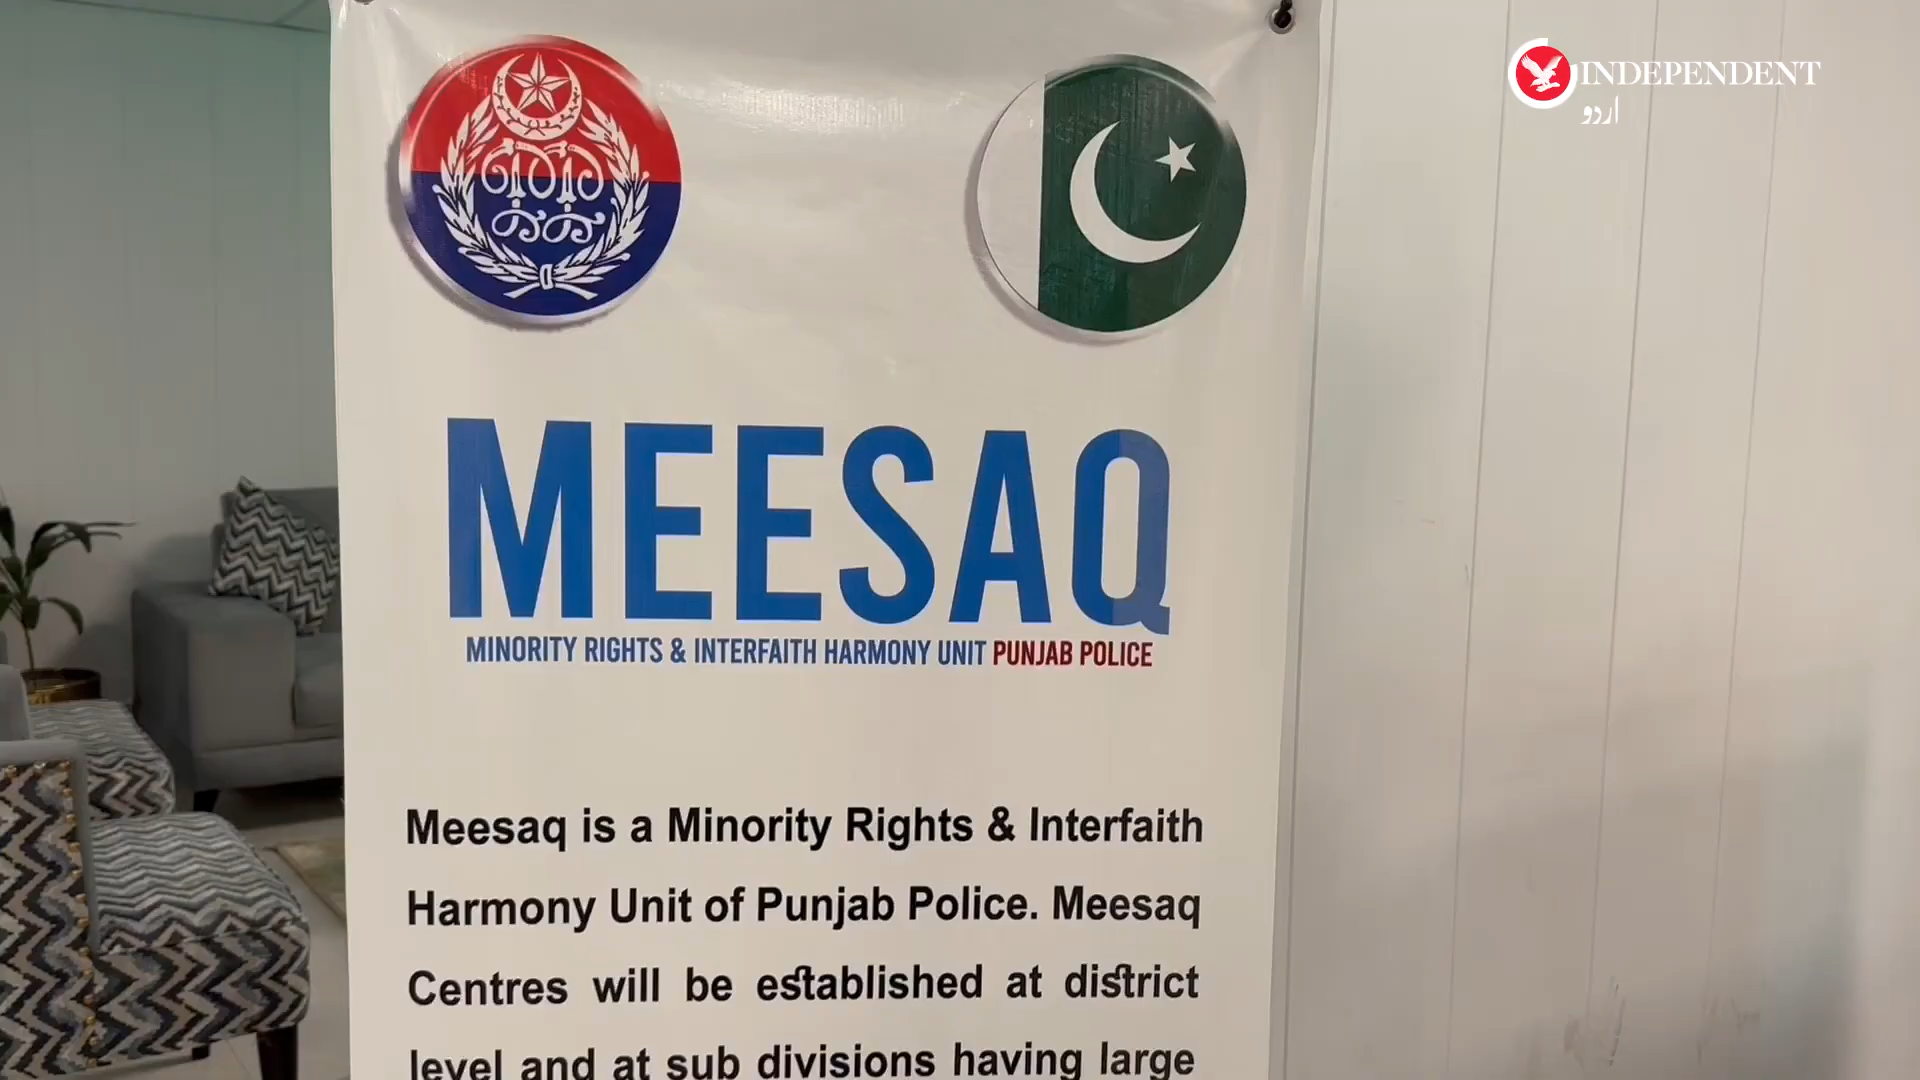 INDEPENDENT
اردو
MEESAQ
MINORITY RIGHTS & INTERFAITH HARMONY UNIT PUNJAB POLICE
Meesaq is a Minority Rights & Interfaith
Harmony Unit of Punjab Police. Meesaq
Centres will be established at district
level and at sub divisions having large